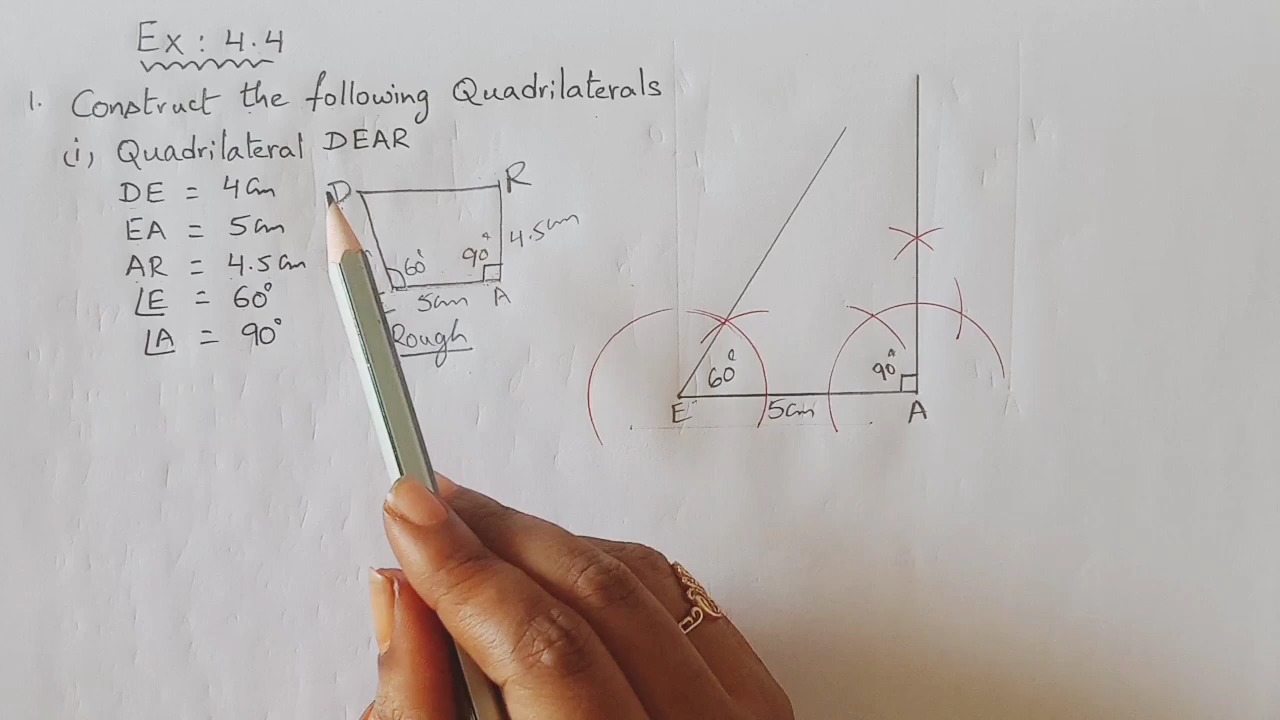 Ex : 4.4
1. Construct the following Quadrilaterals
(i) Quadrilateral DEAR
DE = 4cm
EA = 5cm
AR = 4.5cm
∠E = 60°
∠A = 90°
D R
4.5cm
60° 90°
5cm A
Rough
60° 90°
E 5cm A